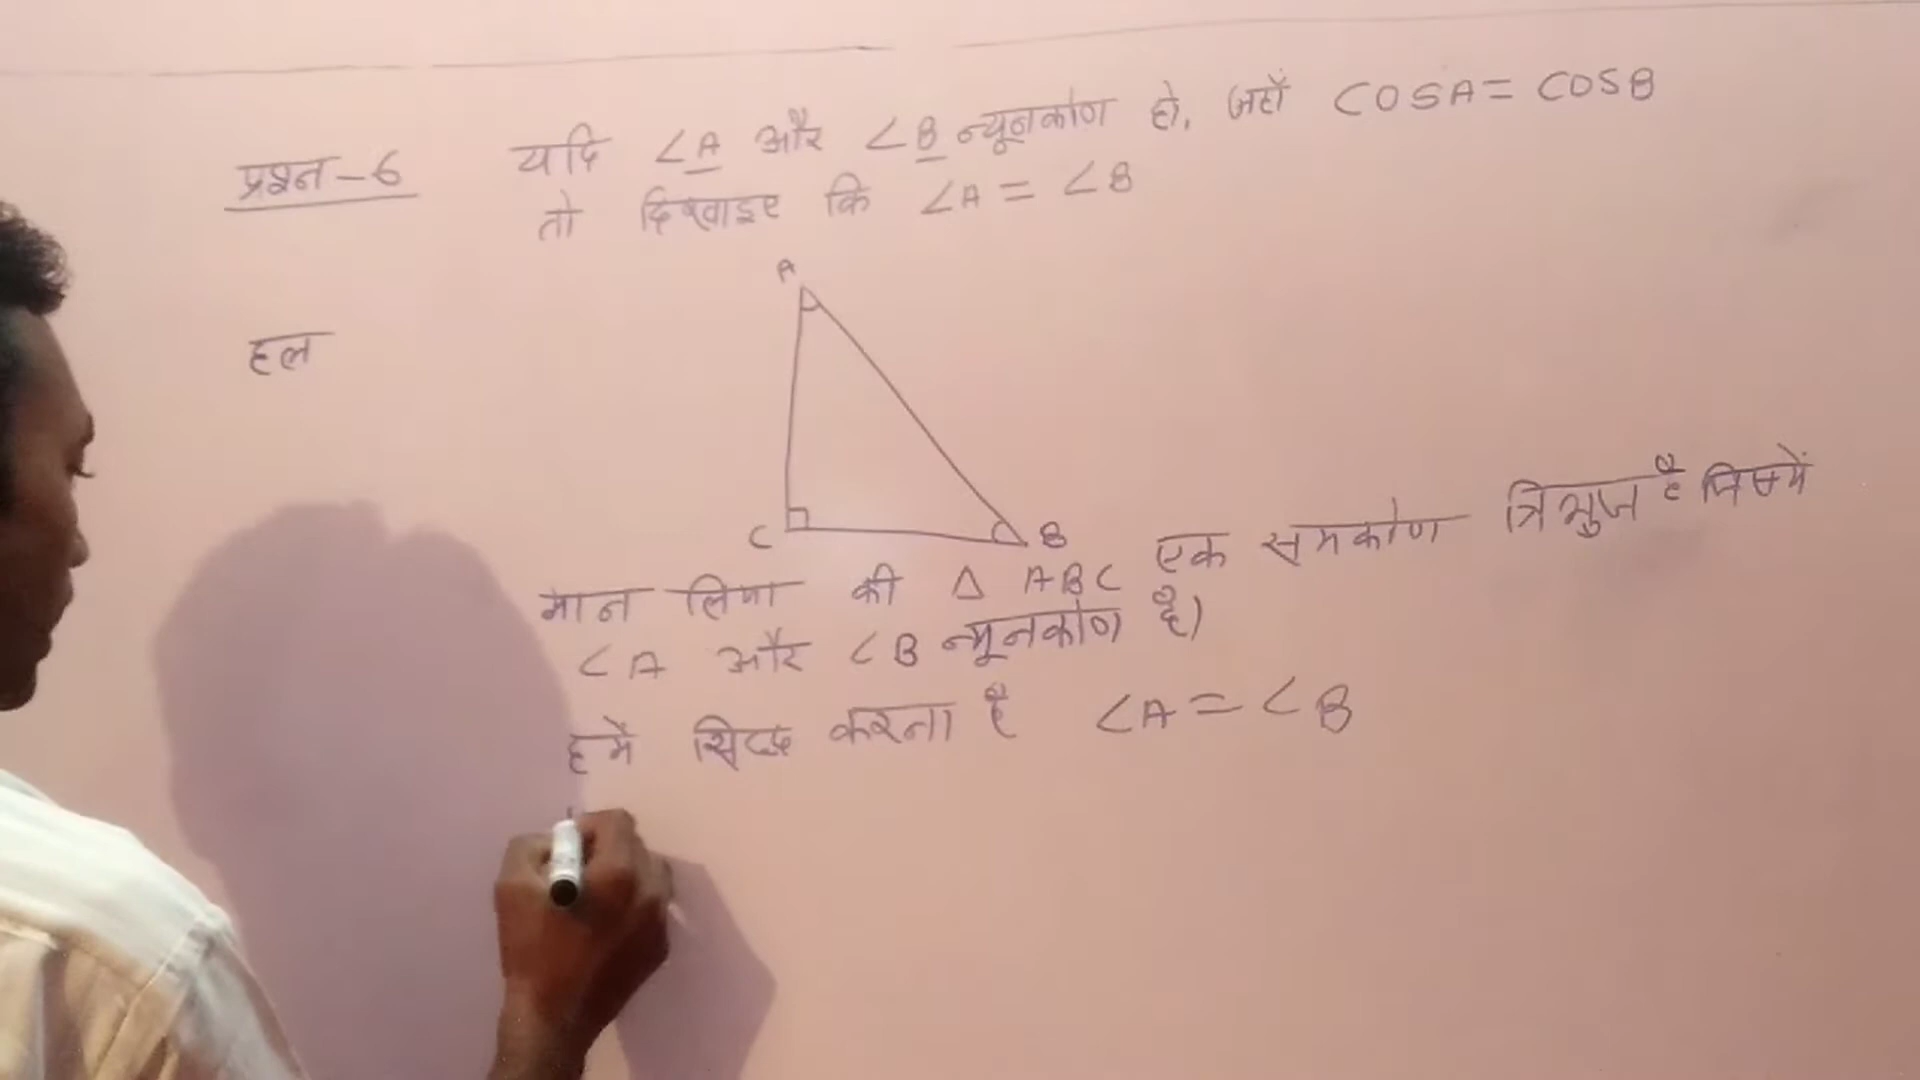 प्रश्न-6 यदि ∠A और ∠B न्यूनकोण हो, जहाँ COSA = COSB
तो दिखाइए कि ∠A = ∠B
हल
A
C
B
मान लिया की Δ ABC एक समकोण त्रिभुज है जिसमें
∠A और ∠B न्यूनकोण है।
हमें सिद्ध करना है ∠A = ∠B